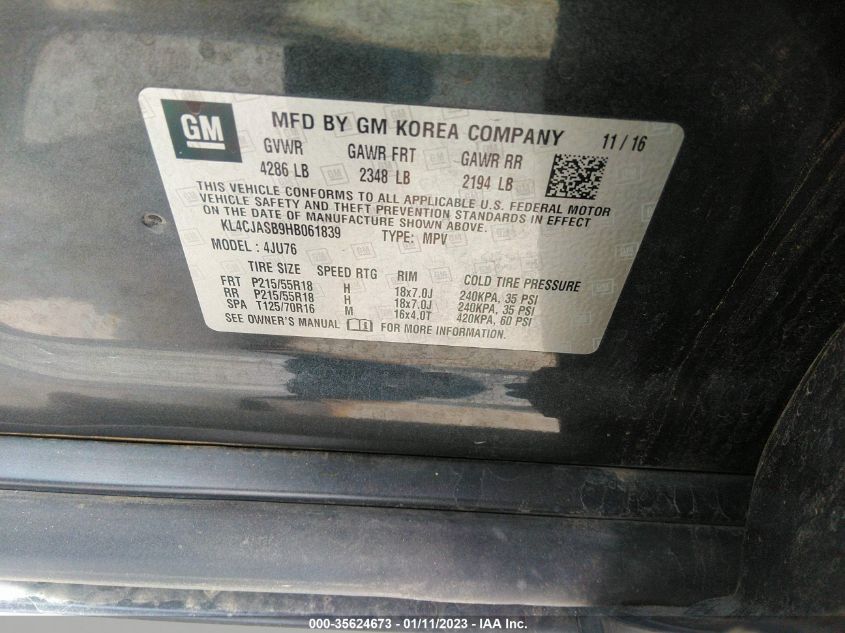 GM
MFD BY GM KOREA COMPANY 11 / 16
GVWR GAWR FRT GAWR RR
4286 LB 2348 LB 2194 LB
THIS VEHICLE CONFORMS TO ALL APPLICABLE U.S. FEDERAL MOTOR
VEHICLE SAFETY AND THEFT PREVENTION STANDARDS IN EFFECT
ON THE DATE OF MANUFACTURE SHOWN ABOVE.
KL4CJASB9HB061839 TYPE: MPV
MODEL : 4JU76
TIRE SIZE SPEED RTG RIM COLD TIRE PRESSURE
FRT P215/55R18 H 18x7.0J 240KPA, 35 PSI
RR P215/55R18 H 18x7.0J 240KPA, 35 PSI
SPA T125/70R16 M 16x4.0T 420KPA, 60 PSI
SEE OWNER'S MANUAL FOR MORE INFORMATION.
000-35624673 - 01/11/2023 - IAA Inc.